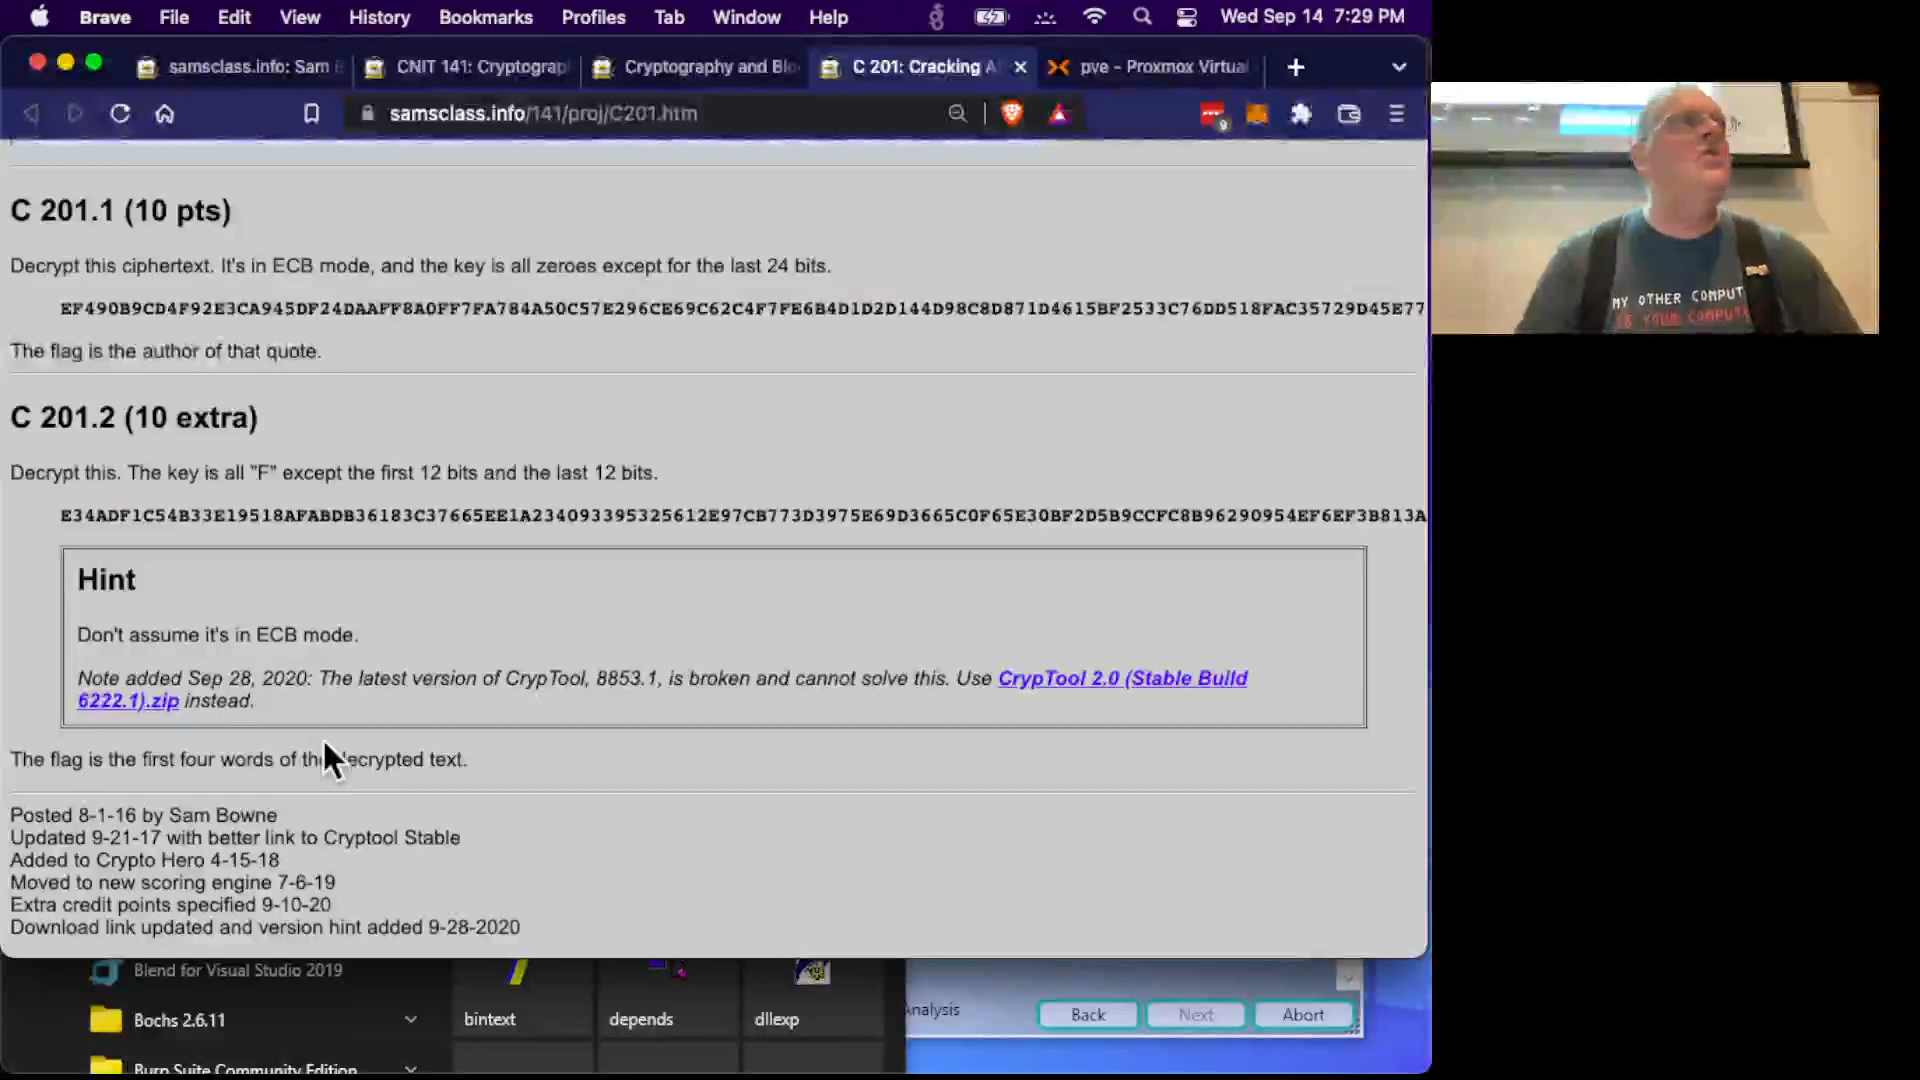 Brave File Edit View History Bookmarks Profiles Tab Window Help Wed Sep 14 7:29 PM
samsclass.info: Sam CNIT 141: Cryptograp Cryptography and Blo C 201: Cracking A pve - Proxmox Virtual
samsclass.info/141/proj/C201.htm
9
C 201.1 (10 pts)
Decrypt this ciphertext. It's in ECB mode, and the key is all zeroes except for the last 24 bits.
EF490B9CD4F92E3CA945DF24DAAFF8A0FF7FA784A50C57E296CE69C62C4F7FE6B4D1D2D144D98C8D871D4615BF2533C76DD518FAC35729D45E77
The flag is the author of that quote.
C 201.2 (10 extra)
Decrypt this. The key is all "F" except the first 12 bits and the last 12 bits.
E34ADF1C54B33E19518AFABDB36183C37665EE1A234093395325612E97CB773D3975E69D3665C0F65E30BF2D5B9CCFC8B96290954EF6EF3B813A
Hint
Don't assume it's in ECB mode.
Note added Sep 28, 2020: The latest version of CrypTool, 8853.1, is broken and cannot solve this. Use CrypTool 2.0 (Stable Build
6222.1).zip instead.
The flag is the first four words of the decrypted text.
Posted 8-1-16 by Sam Bowne
Updated 9-21-17 with better link to Cryptool Stable
Added to Crypto Hero 4-15-18
Moved to new scoring engine 7-6-19
Extra credit points specified 9-10-20
Download link updated and version hint added 9-28-2020
Blend for Visual Studio 2019
Bochs 2.6.11
Burp Suite Community Edition
bintext depends dllexp
Analysis
Back Next Abort
MY OTHER COMPUT
IS YOUR COMPUT